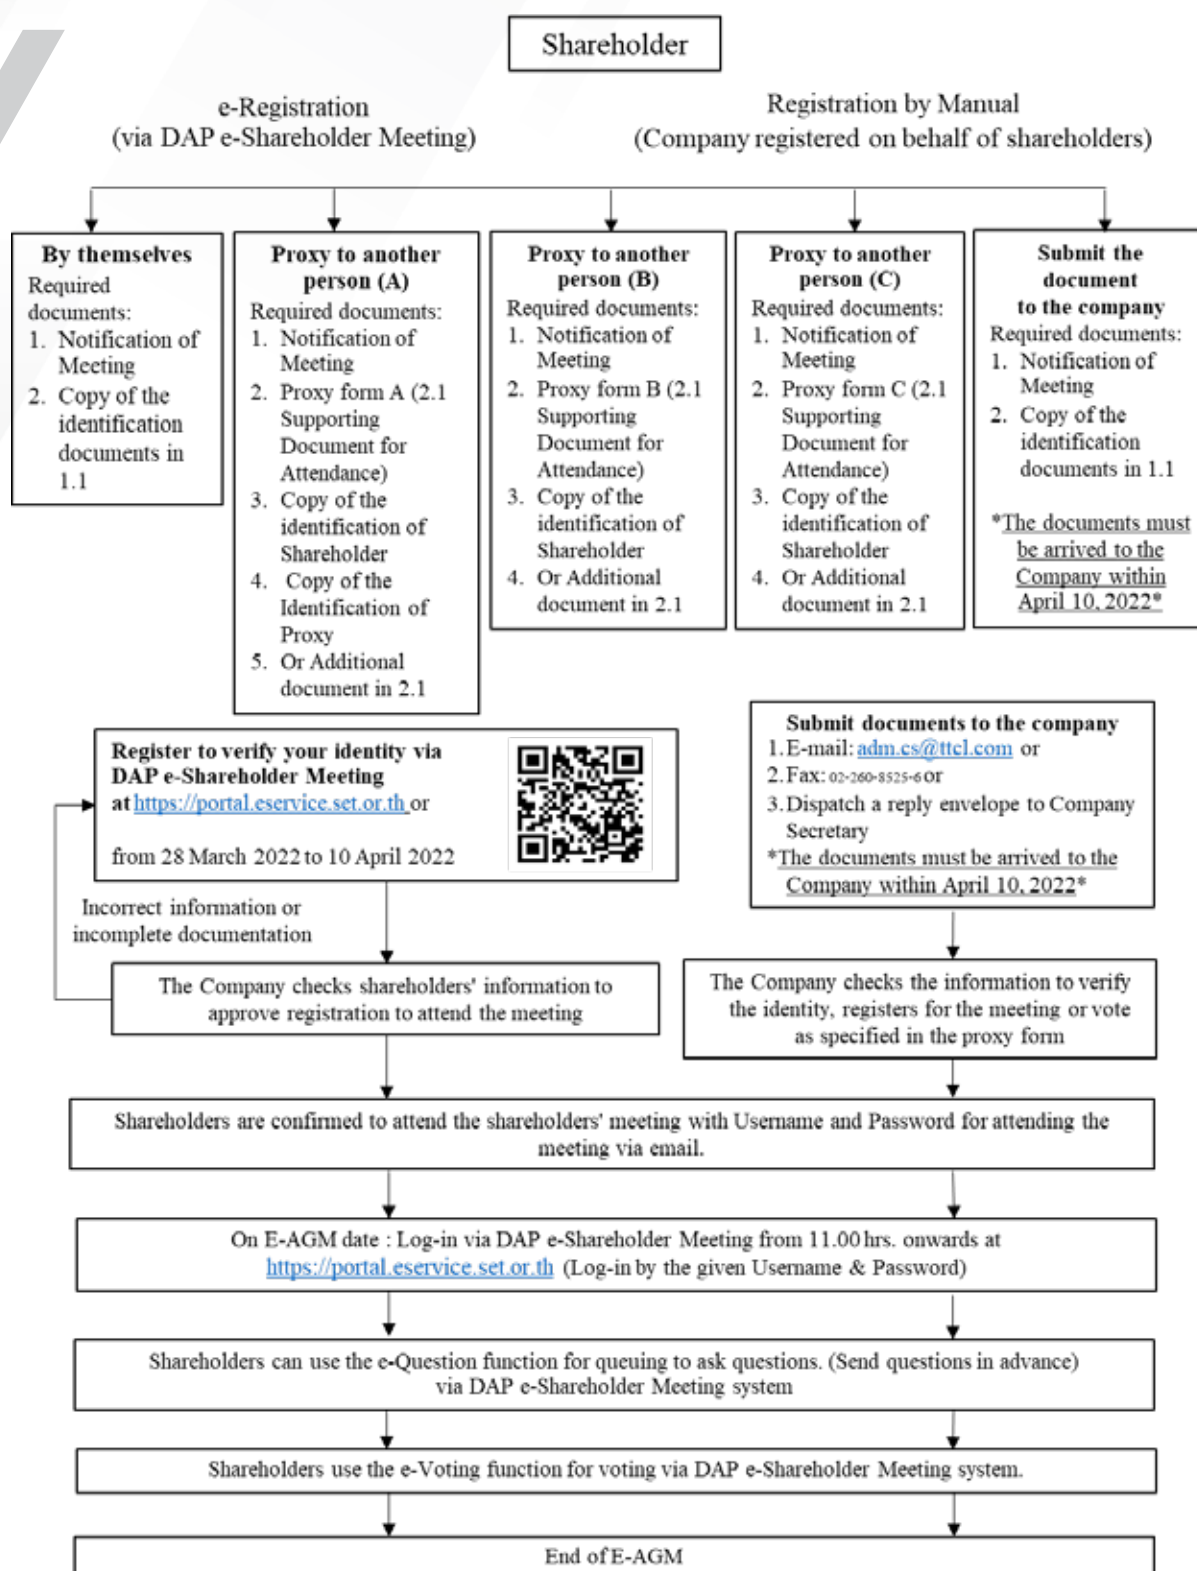 Shareholder
e-Registration
(via DAP e-Shareholder Meeting)
Registration by Manual
(Company registered on behalf of shareholders)
By themselves
Required
documents:
1. Notification of
Meeting
2. Copy of the
identification
documents in
1.1
Proxy to another
person (A)
Required documents:
1. Notification of
Meeting
2. Proxy form A (2.1
Supporting
Document for
Attendance)
3. Copy of the
identification of
Shareholder
4. Copy of the
Identification of
Proxy
5. Or Additional
document in 2.1
Proxy to another
person (B)
Required documents:
1. Notification of
Meeting
2. Proxy form B (2.1
Supporting
Document for
Attendance)
3. Copy of the
identification of
Shareholder
4. Or Additional
document in 2.1
Proxy to another
person (C)
Required documents:
1. Notification of
Meeting
2. Proxy form C (2.1
Supporting
Document for
Attendance)
3. Copy of the
identification of
Shareholder
4. Or Additional
document in 2.1
Submit the
document
to the company
Required documents:
1. Notification of
Meeting
2. Copy of the
identification
documents in 1.1
*The documents must
be arrived to the
Company within
April 10, 2022*
Register to verify your identity via
DAP e-Shareholder Meeting
at https://portal.eservice.set.or.th or
from 28 March 2022 to 10 April 2022
Submit documents to the company
1. E-mail: adm.cs@ttcl.com or
2. Fax: 02-260-8525-6 or
3. Dispatch a reply envelope to Company
Secretary
*The documents must be arrived to the
Company within April 10, 2022*
Incorrect information or
incomplete documentation
The Company checks shareholders' information to
approve registration to attend the meeting
The Company checks the information to verify
the identity, registers for the meeting or vote
as specified in the proxy form
Shareholders are confirmed to attend the shareholders' meeting with Username and Password for attending the
meeting via email.
On E-AGM date : Log-in via DAP e-Shareholder Meeting from 11.00 hrs. onwards at
https://portal.eservice.set.or.th (Log-in by the given Username & Password)
Shareholders can use the e-Question function for queuing to ask questions. (Send questions in advance)
via DAP e-Shareholder Meeting system
Shareholders use the e-Voting function for voting via DAP e-Shareholder Meeting system.
End of E-AGM